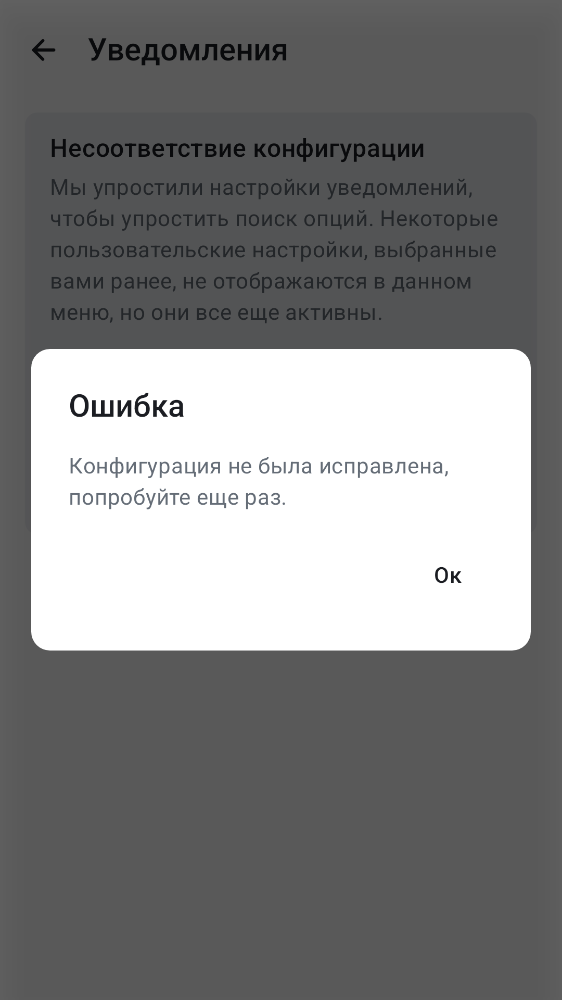 Уведомления
Несоответствие конфигурации
Мы упростили настройки уведомлений,
чтобы упростить поиск опций. Некоторые
пользовательские настройки, выбранные
вами ранее, не отображаются в данном
меню, но они все еще активны.
Ошибка
Конфигурация не была исправлена,
попробуйте еще раз.
Ок